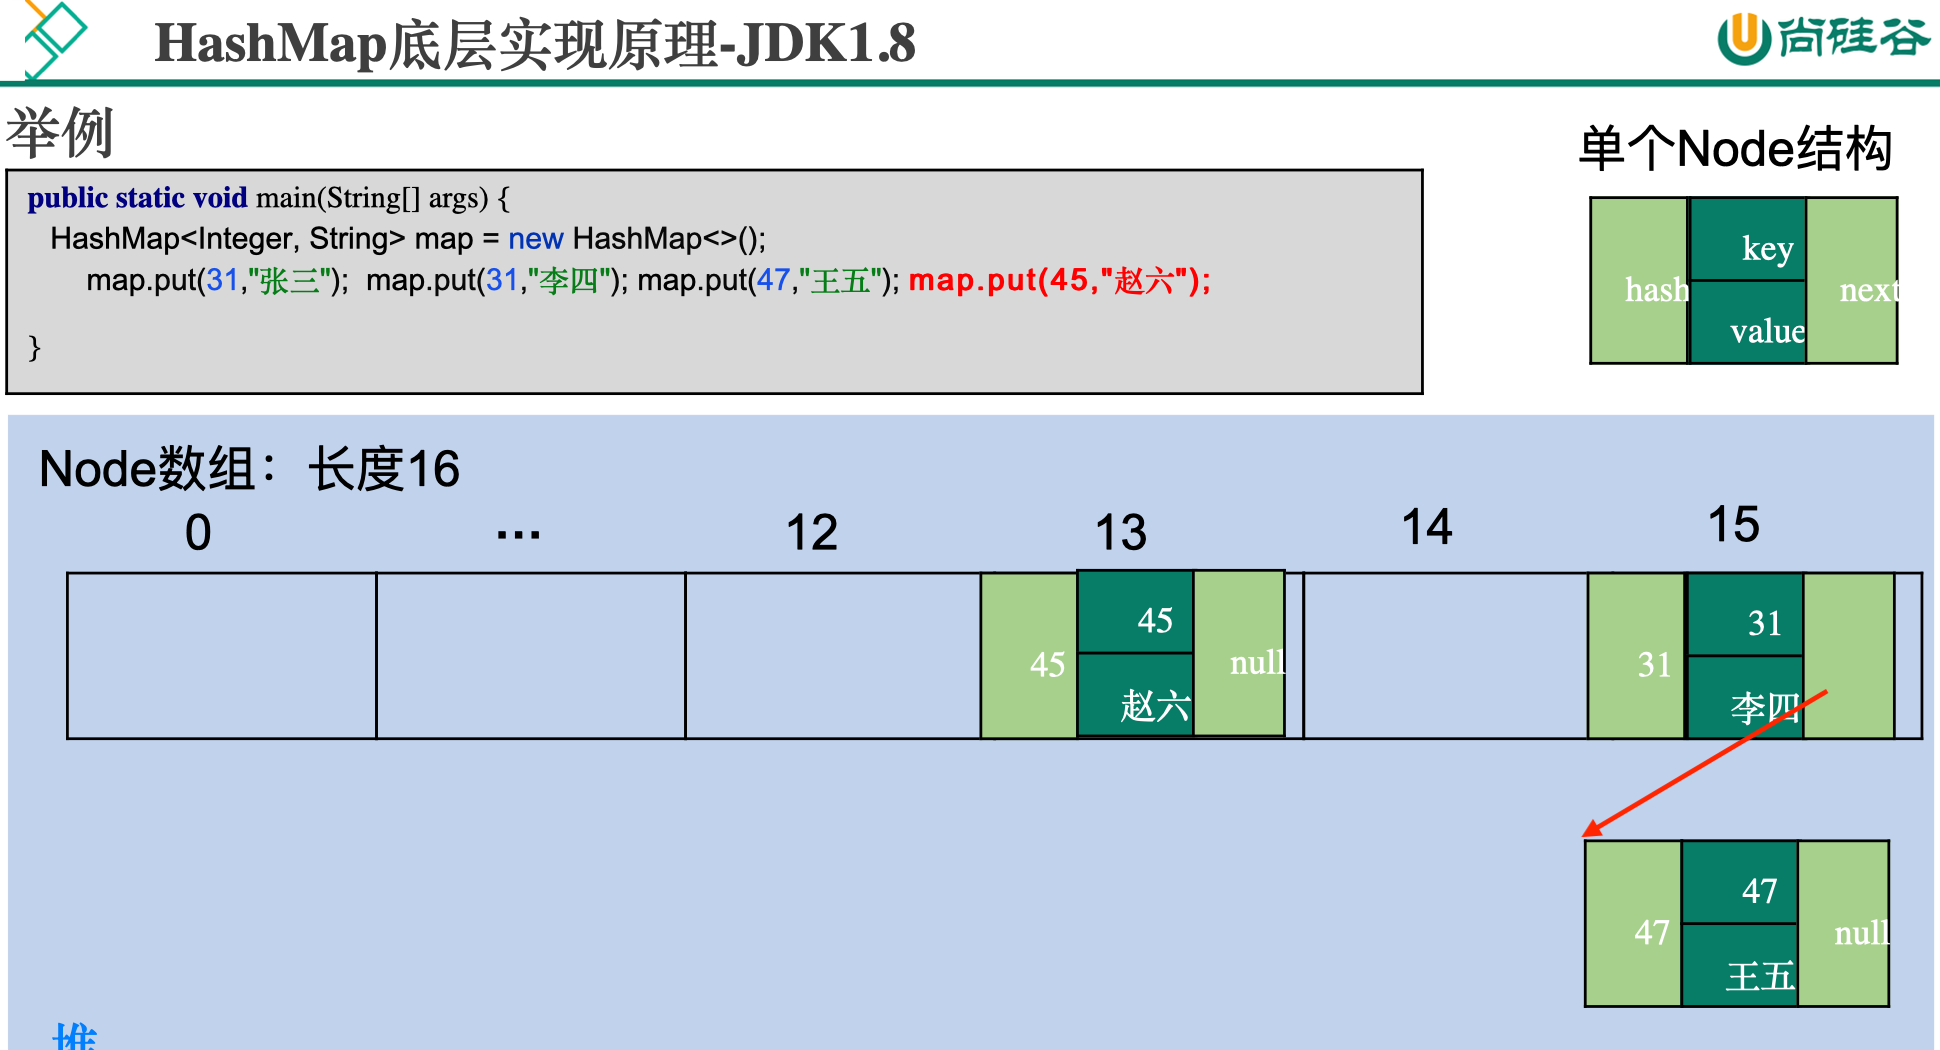 HashMap底层实现原理-JDK1.8
尚硅谷
举例
单个Node结构
public static void main(String[] args) {
HashMap<Integer, String> map = new HashMap<>();
map.put(31,"张三"); map.put(31,"李四"); map.put(47,"王五"); map.put(45,"赵六");
}
hash
key
value
next
Node数组：长度16
0 ... 12 13 14 15
45
45
赵六
null
31
31
李四
47
47
王五
null
堆